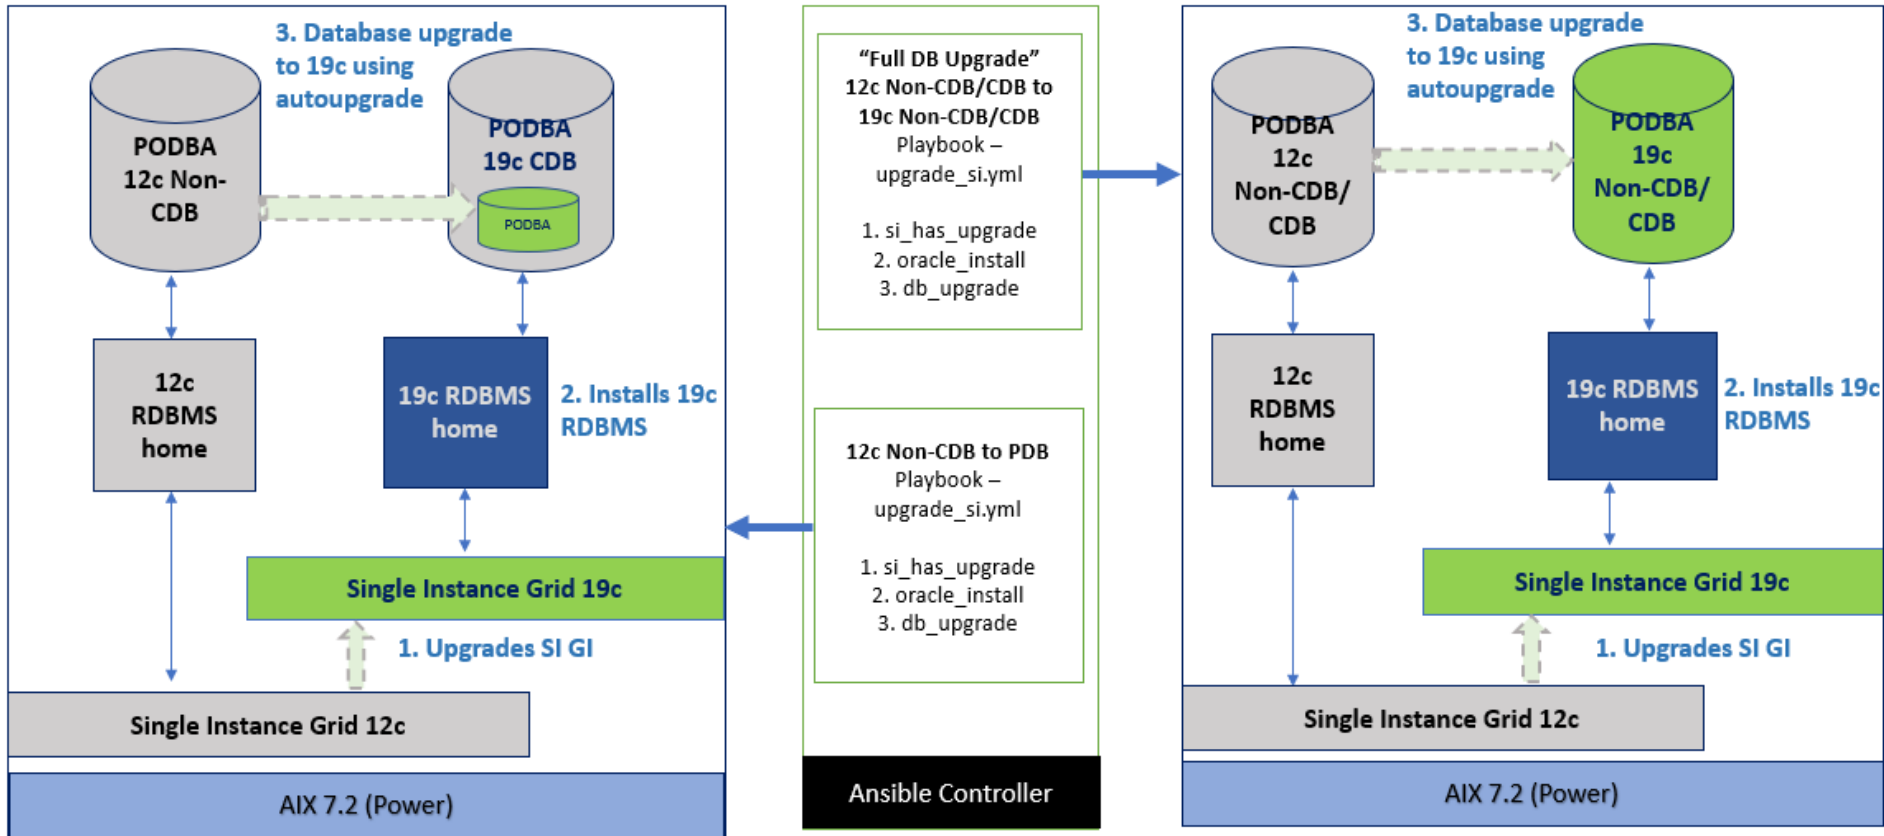 3. Database upgrade
to 19c using
autoupgrade
PODBA
12c Non-
CDB
PODBA
19c CDB
PODBA
12c
RDBMS
home
19c RDBMS
home
2. Installs 19c
RDBMS
Single Instance Grid 19c
1. Upgrades SI GI
Single Instance Grid 12c
AIX 7.2 (Power)
“Full DB Upgrade”
12c Non-CDB/CDB to
19c Non-CDB/CDB
Playbook –
upgrade_si.yml
1. si_has_upgrade
2. oracle_install
3. db_upgrade
12c Non-CDB to PDB
Playbook –
upgrade_si.yml
1. si_has_upgrade
2. oracle_install
3. db_upgrade
Ansible Controller
3. Database upgrade
to 19c using
autoupgrade
PODBA
12c
Non-CDB/
CDB
PODBA
19c
Non-CDB/
CDB
12c
RDBMS
home
19c RDBMS
home
2. Installs 19c
RDBMS
Single Instance Grid 19c
1. Upgrades SI GI
Single Instance Grid 12c
AIX 7.2 (Power)